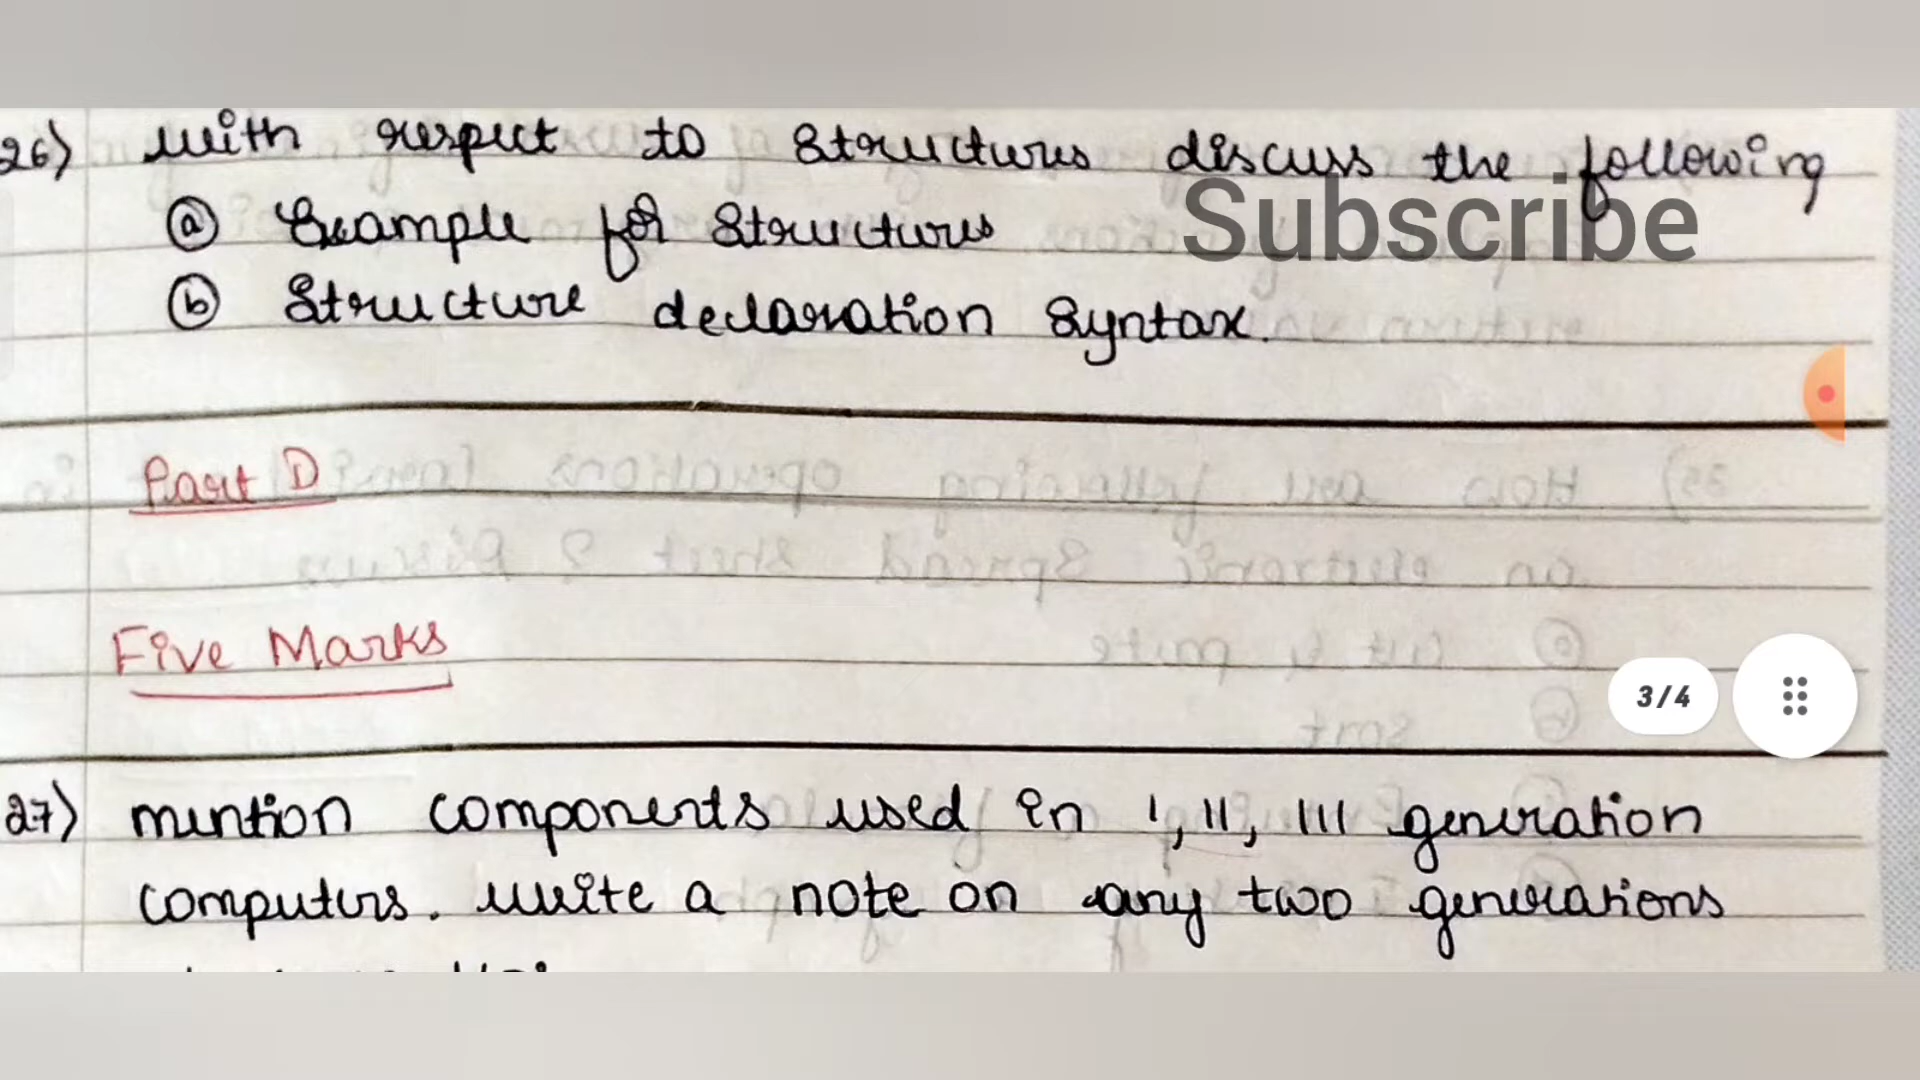 26) with respect to Structures discuss the following
Subscribe
ⓐ Example for Structures
ⓑ Structure declaration Syntax.
Part D
Five Marks
3/4
27) mention components used in I, II, III generation
computers. write a note on any two generations